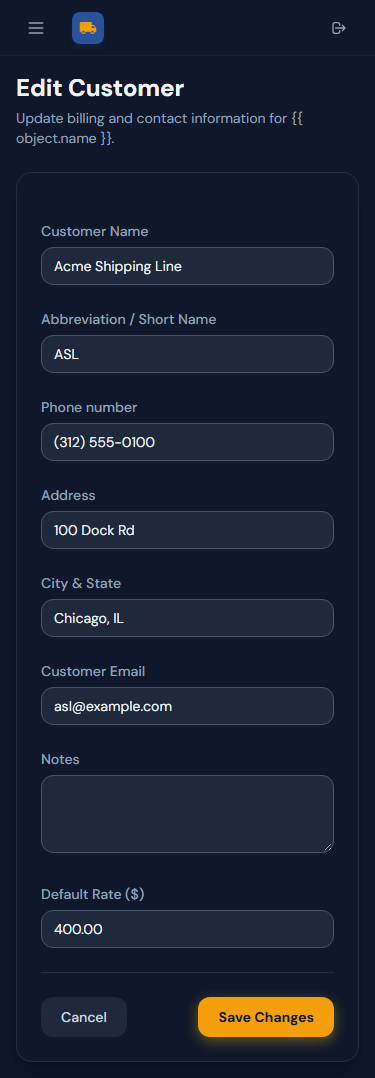 Edit Customer
Update billing and contact information for {{
object.name }}.
Customer Name
Acme Shipping Line
Abbreviation / Short Name
ASL
Phone number
(312) 555-0100
Address
100 Dock Rd
City & State
Chicago, IL
Customer Email
asl@example.com
Notes
Default Rate ($)
400.00
Cancel
Save Changes